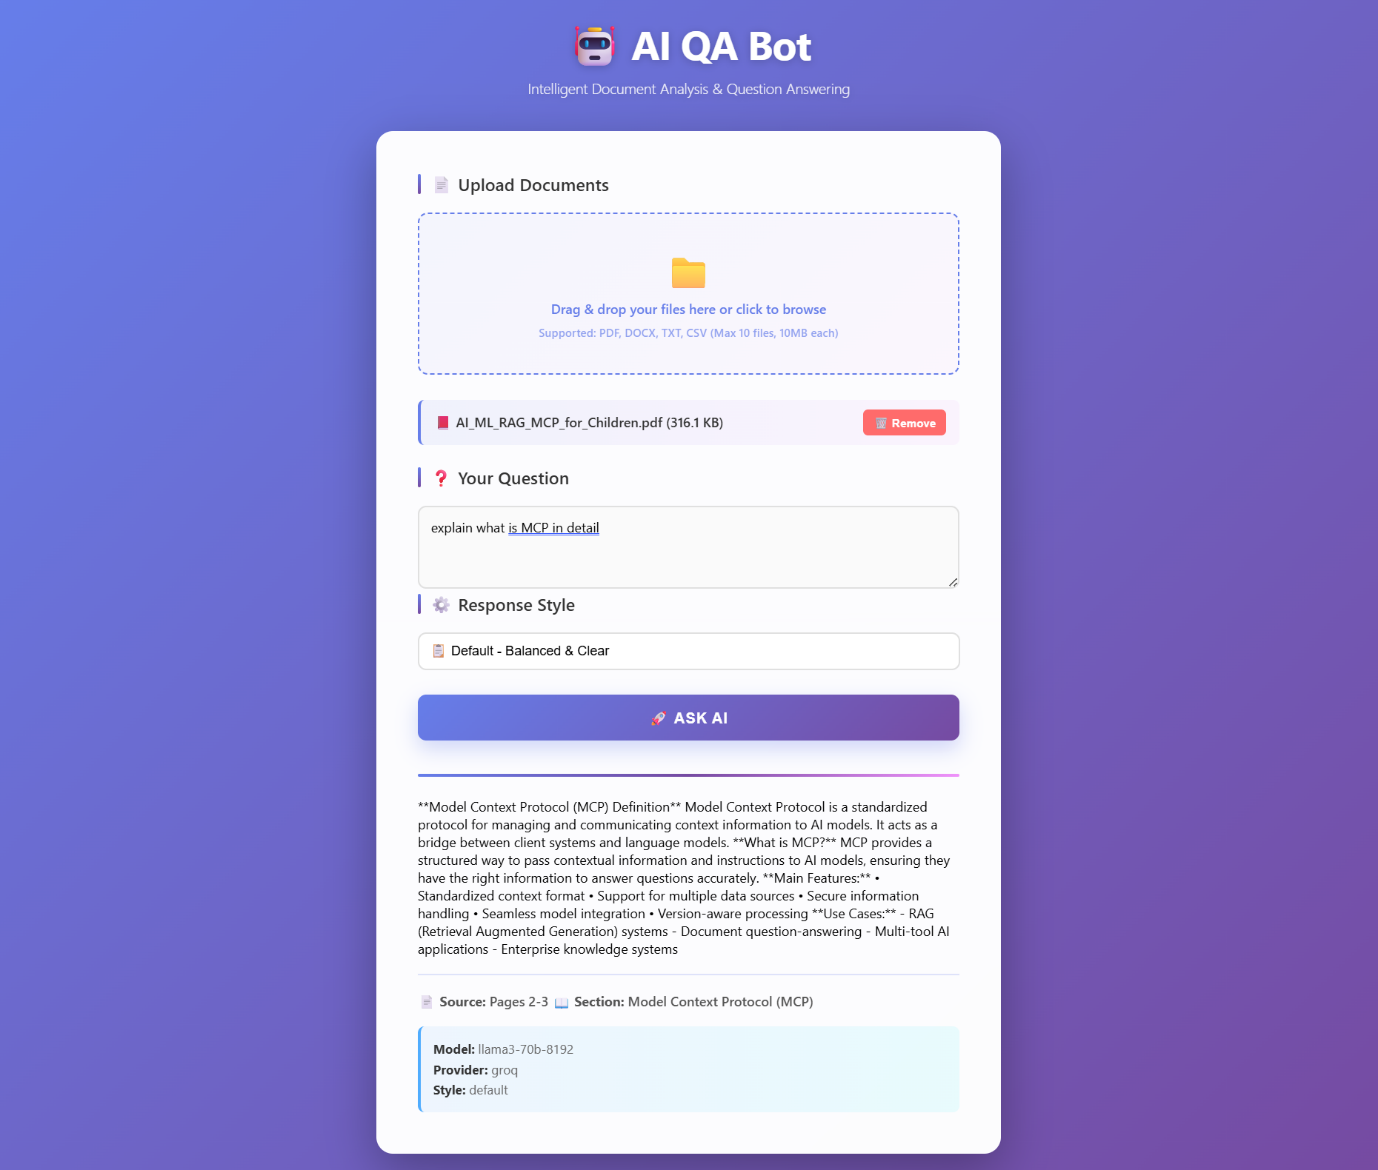 AI QA Bot
Intelligent Document Analysis & Question Answering
Upload Documents
Drag & drop your files here or click to browse
Supported: PDF, DOCX, TXT, CSV (Max 10 files, 10MB each)
AI_ML_RAG_MCP_for_Children.pdf (316.1 KB)
Remove
Your Question
explain what is MCP in detail
Response Style
Default - Balanced & Clear
ASK AI
**Model Context Protocol (MCP) Definition** Model Context Protocol is a standardized
protocol for managing and communicating context information to AI models. It acts as a
bridge between client systems and language models. **What is MCP?** MCP provides a
structured way to pass contextual information and instructions to AI models, ensuring they
have the right information to answer questions accurately. **Main Features:** •
Standardized context format • Support for multiple data sources • Secure information
handling • Seamless model integration • Version-aware processing **Use Cases:** - RAG
(Retrieval Augmented Generation) systems - Document question-answering - Multi-tool AI
applications - Enterprise knowledge systems
Source: Pages 2-3 Section: Model Context Protocol (MCP)
Model: llama3-70b-8192
Provider: groq
Style: default